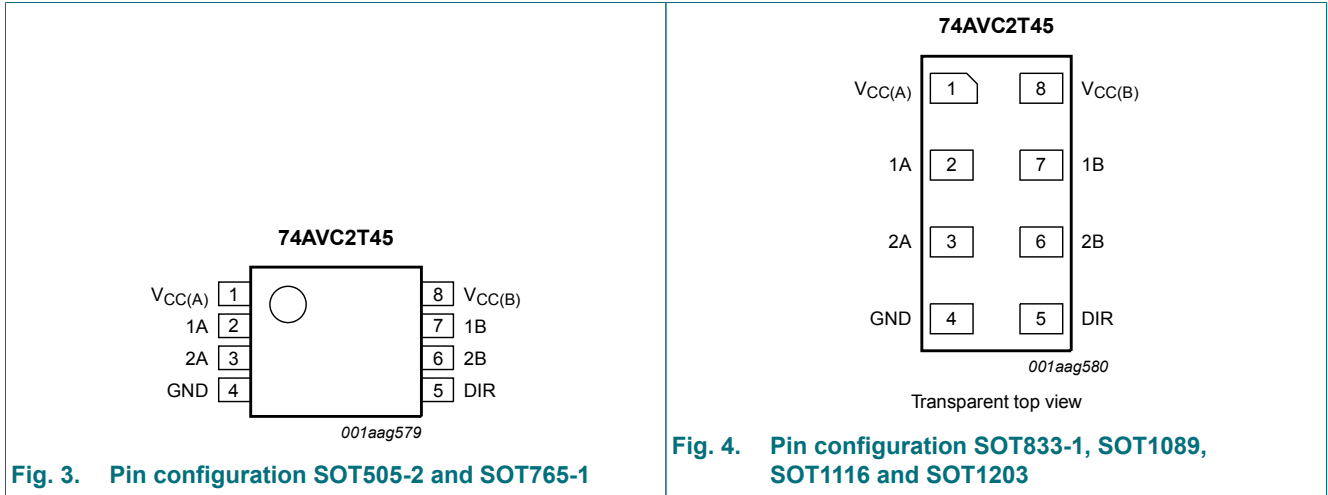 74AVC2T45
VCC(A) 1
1A 2
2A 3
GND 4
8 VCC(B)
7 1B
6 2B
5 DIR
001aag579
Fig. 3. Pin configuration SOT505-2 and SOT765-1
74AVC2T45
VCC(A) 1
1A 2
2A 3
GND 4
8 VCC(B)
7 1B
6 2B
5 DIR
001aag580
Transparent top view
Fig. 4. Pin configuration SOT833-1, SOT1089,
SOT1116 and SOT1203